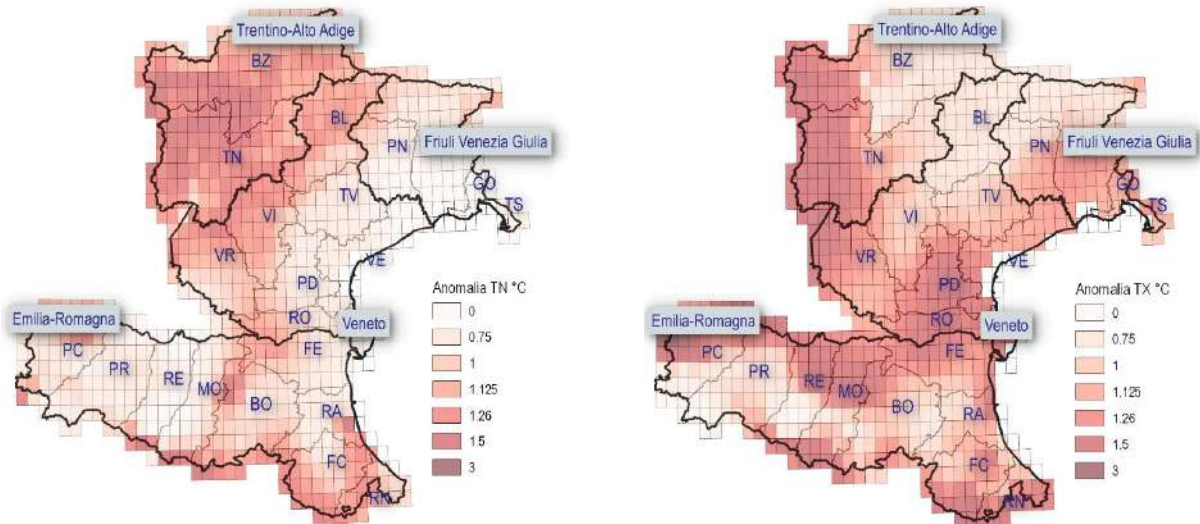 Trentino-Alto Adige
BZ
BL
PN
Friuli Venezia Giulia
TN
GO
TS
TV
VI
VR
VE
PD
RO
Veneto
Emilia-Romagna
PC
PR
RE
MO
BO
FE
RA
FC
RN
Anomalia TN °C
0
0.75
1
1.125
1.26
1.5
3
Trentino-Alto Adige
BZ
BL
PN
Friuli Venezia Giulia
TN
GO
TS
TV
VI
VR
VE
PD
RO
Veneto
Emilia-Romagna
PC
PR
RE
MO
BO
FE
RA
FC
RN
Anomalia TX °C
0
0.75
1
1.125
1.26
1.5
3